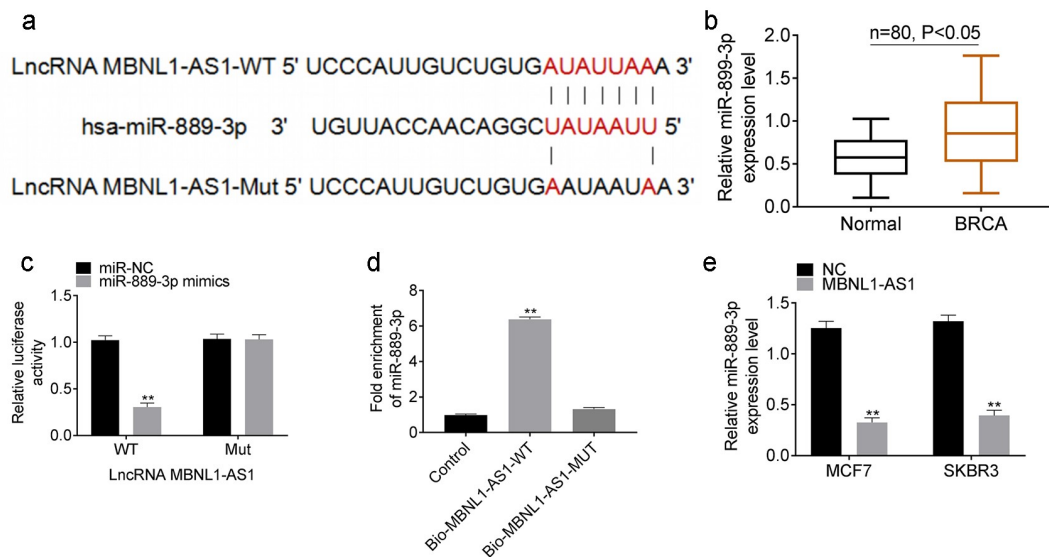 a
LncRNA MBNL1-AS1-WT 5' UCCCAUUGUCUGUGAUAUUAAA 3'
hsa-miR-889-3p 3' UGUUACCAACAGGCUAUAAUU 5'
LncRNA MBNL1-AS1-Mut 5' UCCCAUUGUCUGUGAAUAAUAA 3'
b
n=80, P<0.05
Relative miR-899-3p
expression level
2.0
1.5
1.0
0.5
0.0
Normal BRCA
c
miR-NC
miR-889-3p mimics
Relative luciferase
activity
1.5
1.0
0.5
0.0
**
WT Mut
LncRNA MBNL1-AS1
d
Fold enrichment
of miR-889-3p
8
6
4
2
0
**
Control
Bio-MBNL1-AS1-WT
Bio-MBNL1-AS1-MUT
e
NC
MBNL1-AS1
Relative miR-889-3p
expression level
1.5
1.0
0.5
0.0
** **
MCF7 SKBR3